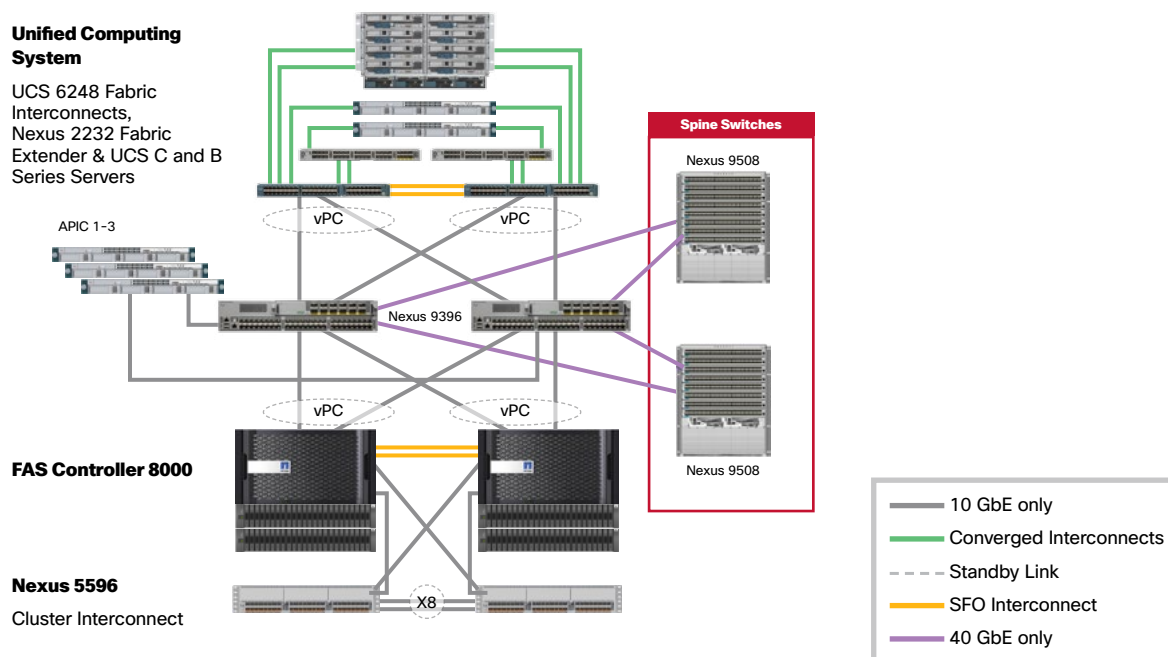 Unified Computing
System
UCS 6248 Fabric
Interconnects,
Nexus 2232 Fabric
Extender & UCS C and B
Series Servers
Spine Switches
Nexus 9508
vPC
vPC
APIC 1-3
Nexus 9396
vPC
vPC
FAS Controller 8000
Nexus 9508
Nexus 5596
Cluster Interconnect
X8
10 GbE only
Converged Interconnects
Standby Link
SFO Interconnect
40 GbE only